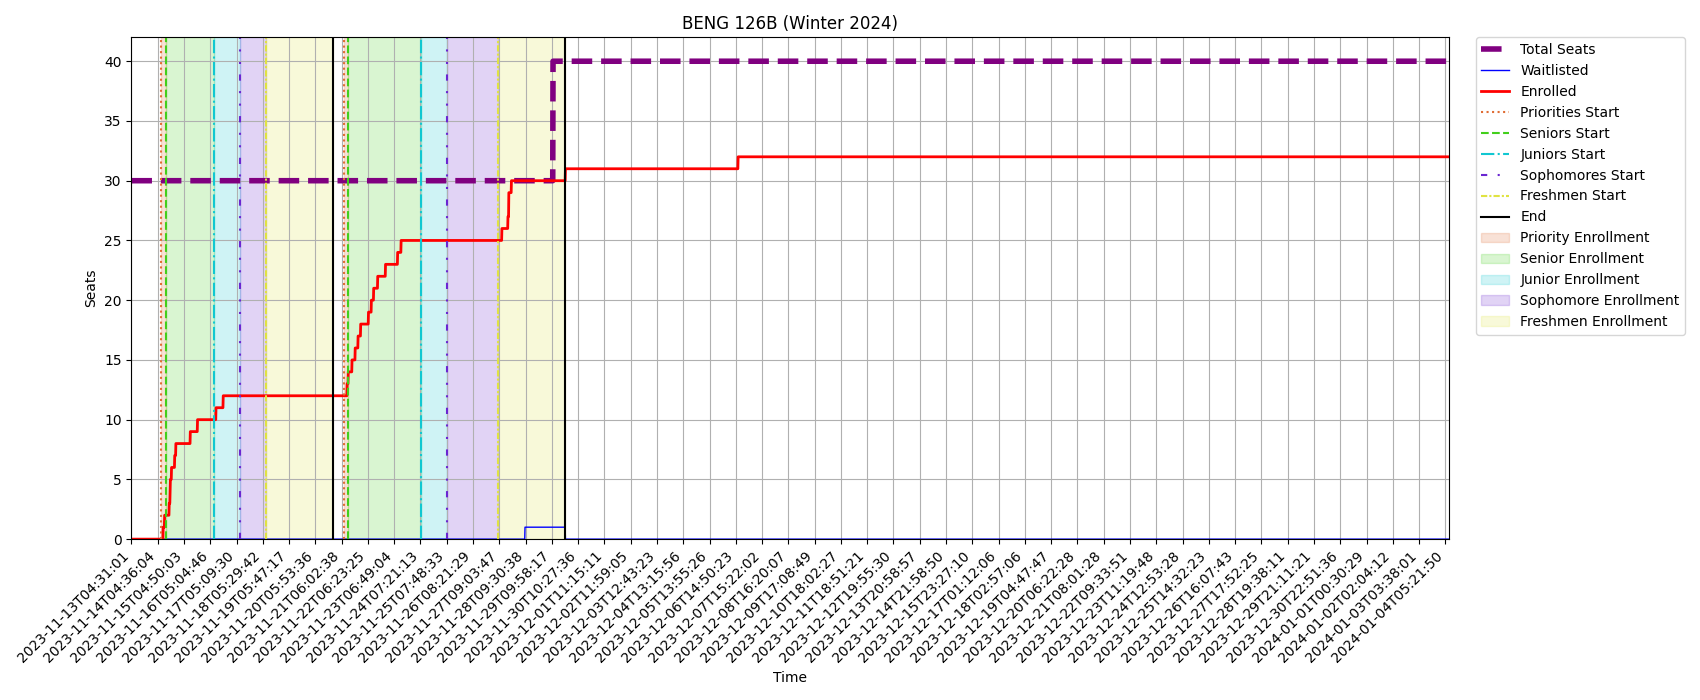 BENG 126B (Winter 2024)
40
35
30
25
20
15
10
5
0
Seats
2023-11-13T04:31:01
2023-11-14T04:36:04
2023-11-15T04:50:03
2023-11-16T05:04:46
2023-11-17T05:09:30
2023-11-18T05:29:42
2023-11-19T05:47:17
2023-11-20T05:53:36
2023-11-21T06:02:38
2023-11-22T06:23:25
2023-11-23T06:49:04
2023-11-24T07:21:13
2023-11-25T07:48:33
2023-11-26T08:21:29
2023-11-27T09:03:47
2023-11-28T09:30:38
2023-11-29T09:58:17
2023-11-30T10:27:36
2023-12-01T11:15:11
2023-12-02T11:59:05
2023-12-03T12:43:23
2023-12-04T13:15:56
2023-12-05T13:55:26
2023-12-06T14:50:23
2023-12-07T15:22:02
2023-12-08T16:20:07
2023-12-09T17:08:49
2023-12-10T18:02:27
2023-12-11T18:51:21
2023-12-12T19:55:30
2023-12-13T20:58:57
2023-12-14T21:58:50
2023-12-15T23:27:10
2023-12-17T01:12:06
2023-12-18T02:57:06
2023-12-19T04:47:47
2023-12-20T06:22:28
2023-12-21T08:01:28
2023-12-22T09:33:51
2023-12-23T11:19:48
2023-12-24T12:53:28
2023-12-25T14:32:23
2023-12-26T16:07:43
2023-12-27T17:52:25
2023-12-28T19:38:11
2023-12-29T21:11:21
2023-12-30T22:51:36
2024-01-01T00:30:29
2024-01-02T02:04:12
2024-01-03T03:38:01
2024-01-04T05:21:50
Time
Total Seats
Waitlisted
Enrolled
Priorities Start
Seniors Start
Juniors Start
Sophomores Start
Freshmen Start
End
Priority Enrollment
Senior Enrollment
Junior Enrollment
Sophomore Enrollment
Freshmen Enrollment